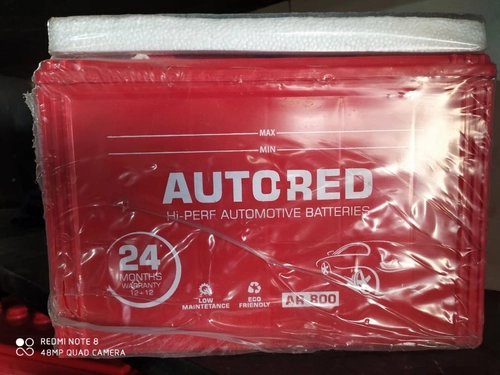 MAX
MIN
AUTORED
Hi-PERF AUTOMOTIVE BATTERIES
24
MONTHS
WARRANTY
12+12
LOW
MAINTETANCE
ECO
FRIENDLY
AR 800
REDMI NOTE 8
48MP QUAD CAMERA